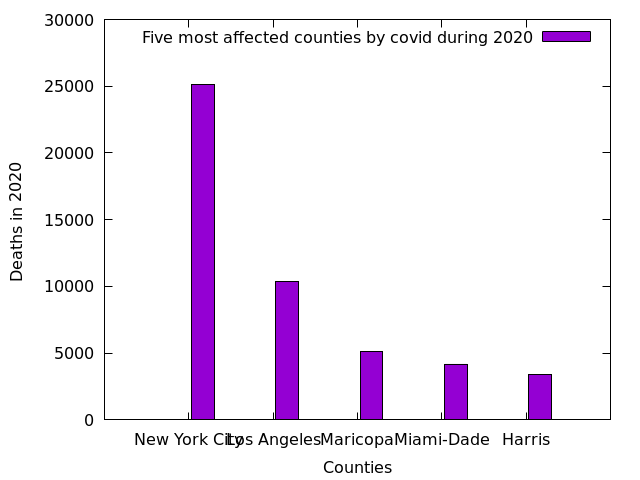 30000
Five most affected counties by covid during 2020
25000
20000
15000
10000
5000
0
Deaths in 2020
New York City Los Angeles Maricopa Miami-Dade Harris
Counties